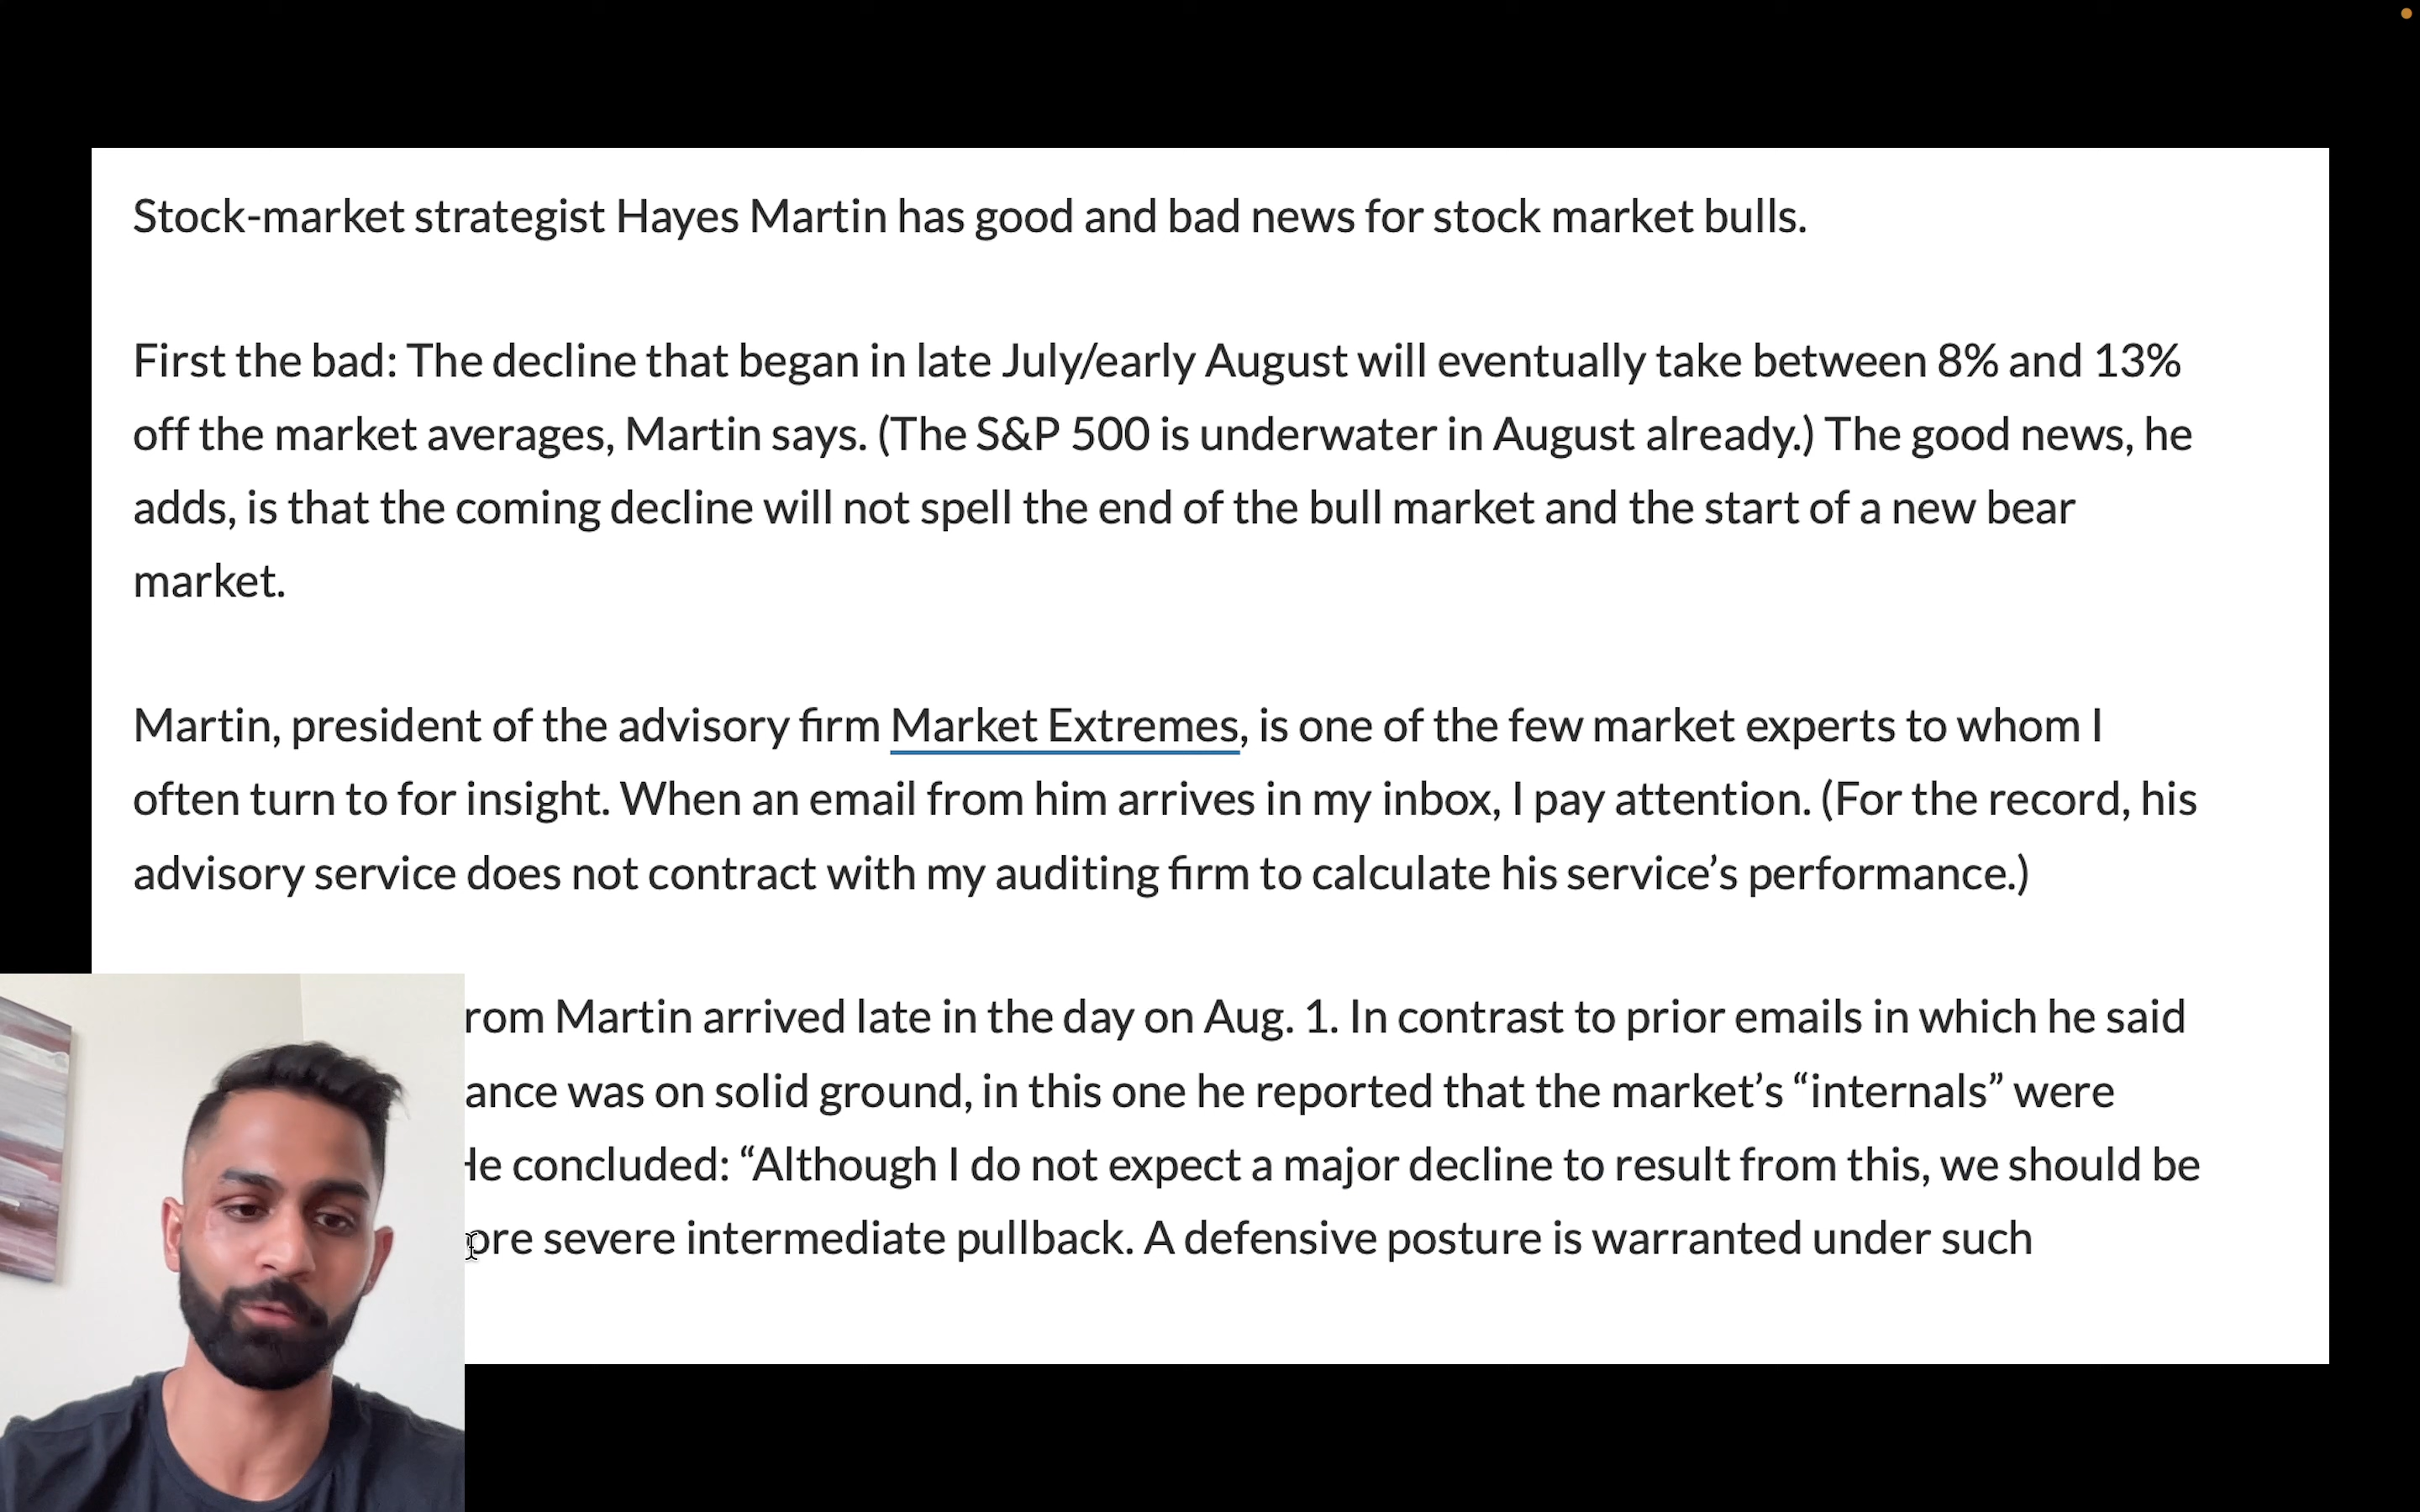 Stock-market strategist Hayes Martin has good and bad news for stock market bulls.
First the bad: The decline that began in late July/early August will eventually take between 8% and 13%
off the market averages, Martin says. (The S&P 500 is underwater in August already.) The good news, he
adds, is that the coming decline will not spell the end of the bull market and the start of a new bear
market.
Martin, president of the advisory firm Market Extremes, is one of the few market experts to whom I
often turn to for insight. When an email from him arrives in my inbox, I pay attention. (For the record, his
advisory service does not contract with my auditing firm to calculate his service’s performance.)
Martin arrived late in the day on Aug. 1. In contrast to prior emails in which he said
was on solid ground, in this one he reported that the market’s “internals” were
He concluded: “Although I do not expect a major decline to result from this, we should be
severe intermediate pullback. A defensive posture is warranted under such